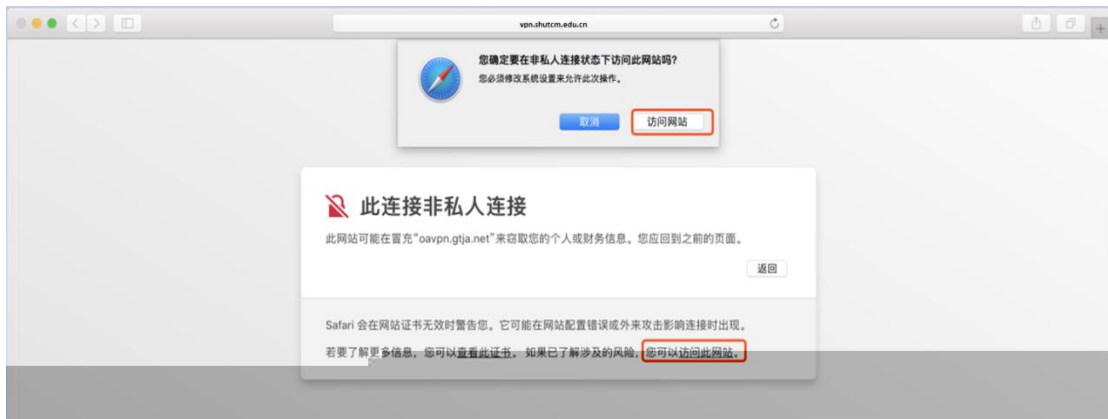 vpn.shutcm.edu.cn
您确定要在非私人连接状态下访问此网站吗？
您必须修改系统设置来允许此次操作。
取消 访问网站
此连接非私人连接
此网站可能在冒充“oavpn.gtja.net”来窃取您的个人或财务信息。您应回到之前的页面。
返回
Safari 会在网站证书无效时警告您。它可能在网站配置错误或外来攻击影响连接时出现。
若要了解更多信息，您可以查看此证书。 如果已了解涉及的风险，您可以访问此网站。